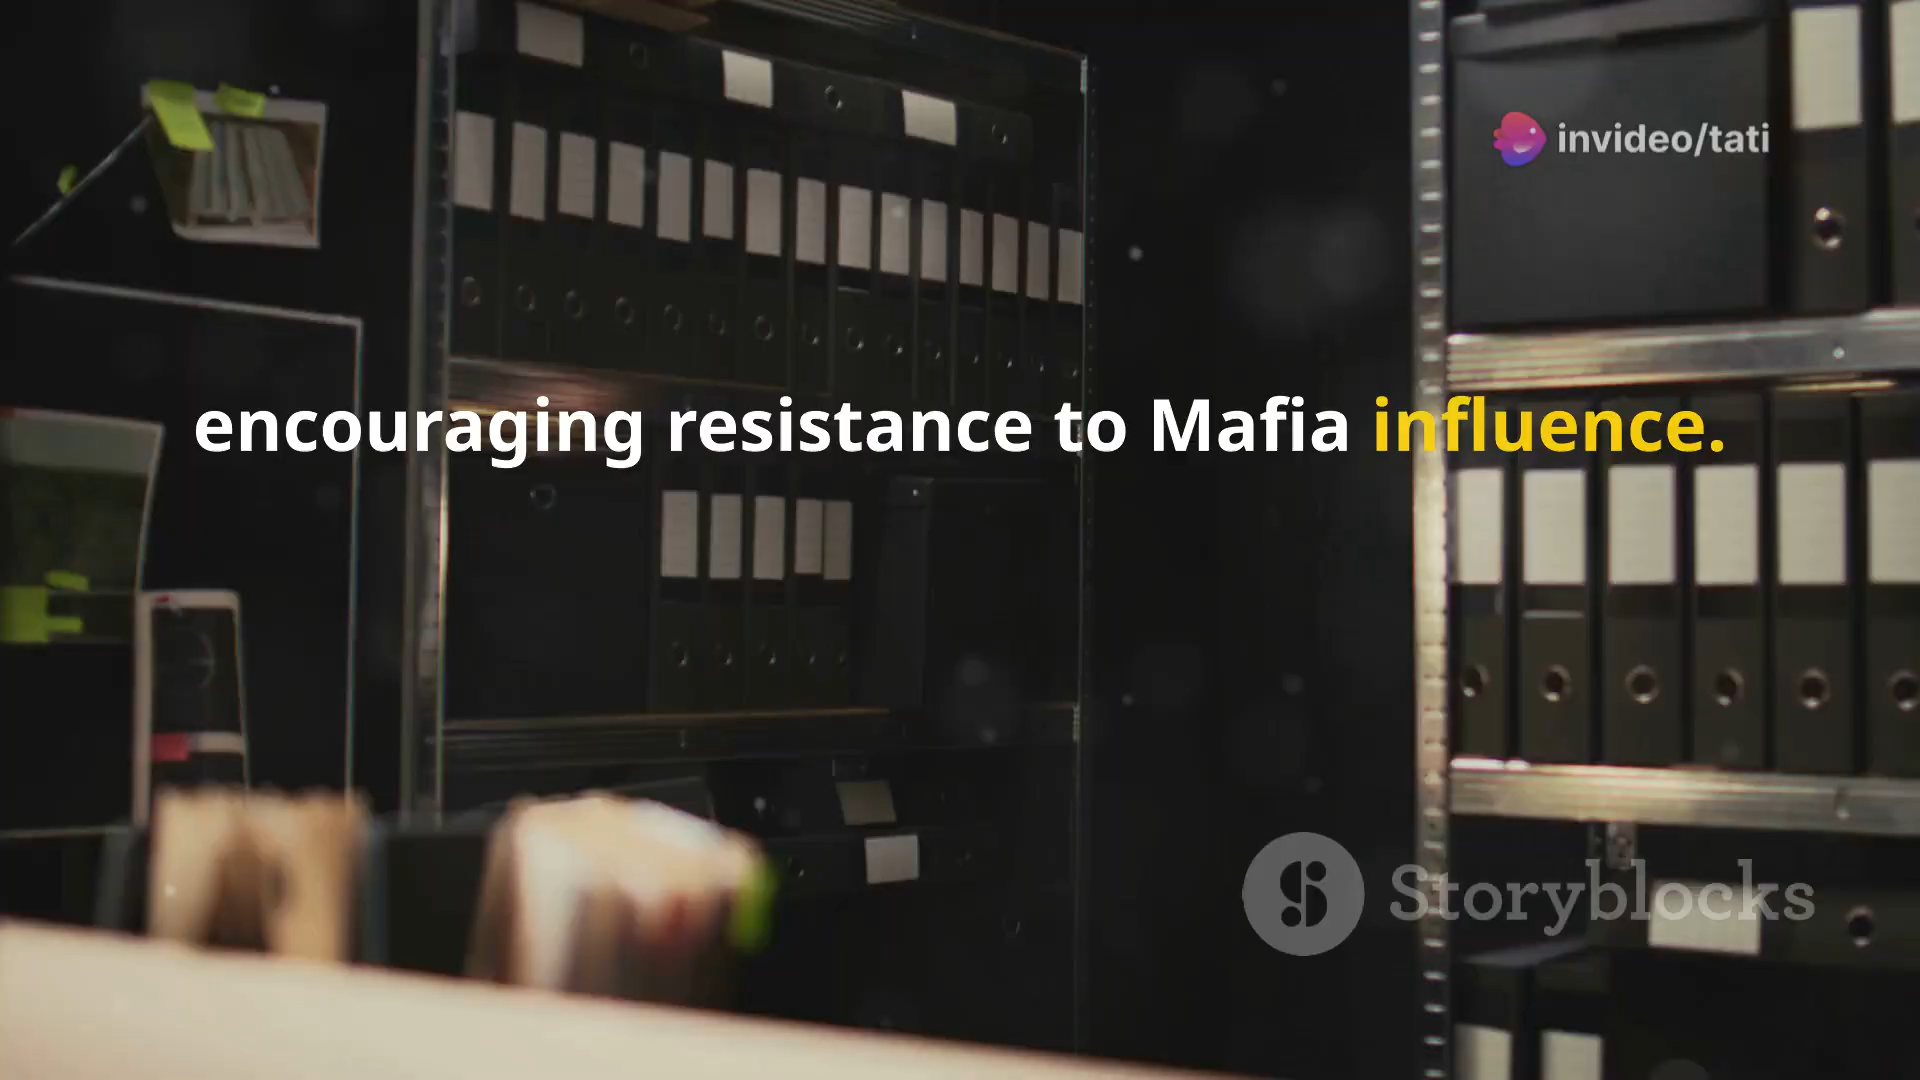 invideo/tati
encouraging resistance to Mafia influence.
Storyblocks